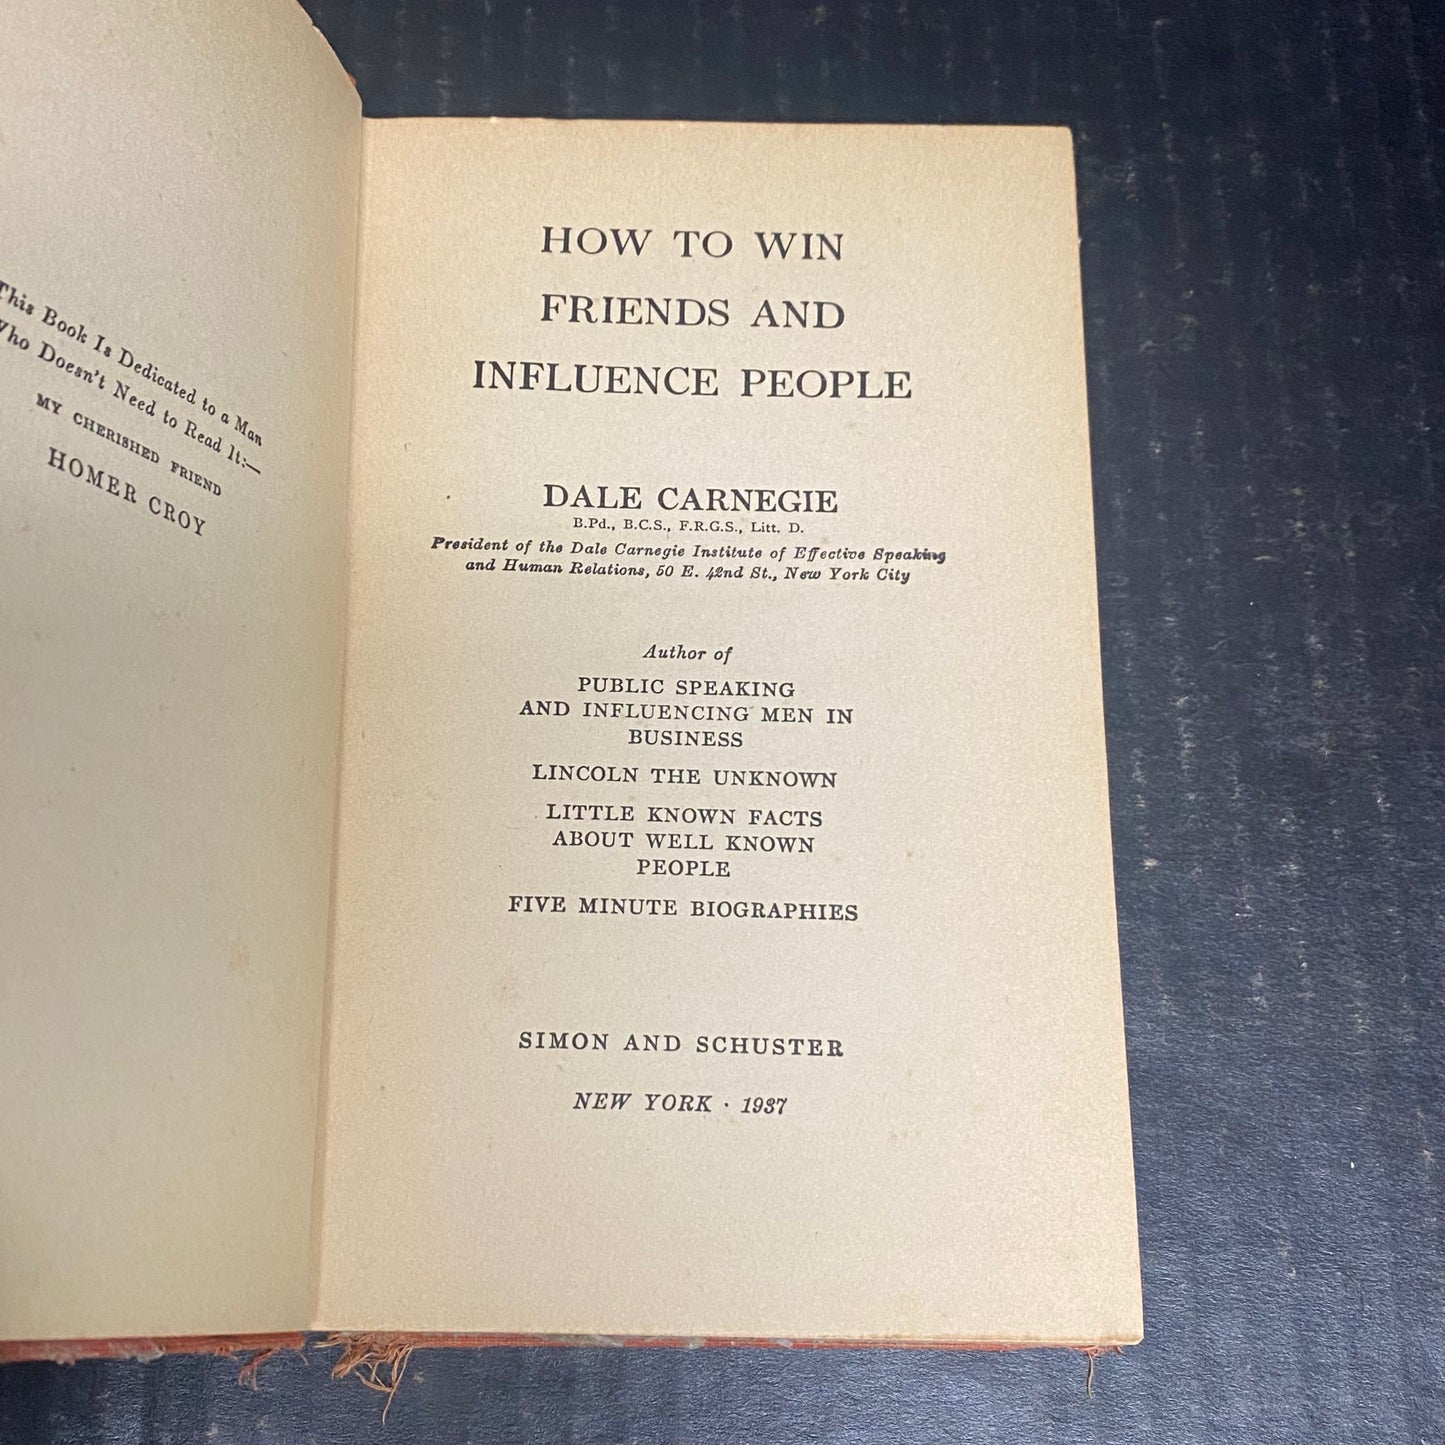 This Book Is Dedicated to a Man
Who Doesn't Need to Read It:—
MY CHERISHED FRIEND
HOMER CROY
HOW TO WIN
FRIENDS AND
INFLUENCE PEOPLE
DALE CARNEGIE
B.Pd., B.C.S., F.R.G.S., Litt. D.
President of the Dale Carnegie Institute of Effective Speaking
and Human Relations, 50 E. 42nd St., New York City
Author of
PUBLIC SPEAKING
AND INFLUENCING MEN IN
BUSINESS
LINCOLN THE UNKNOWN
LITTLE KNOWN FACTS
ABOUT WELL KNOWN
PEOPLE
FIVE MINUTE BIOGRAPHIES
SIMON AND SCHUSTER
NEW YORK · 1937